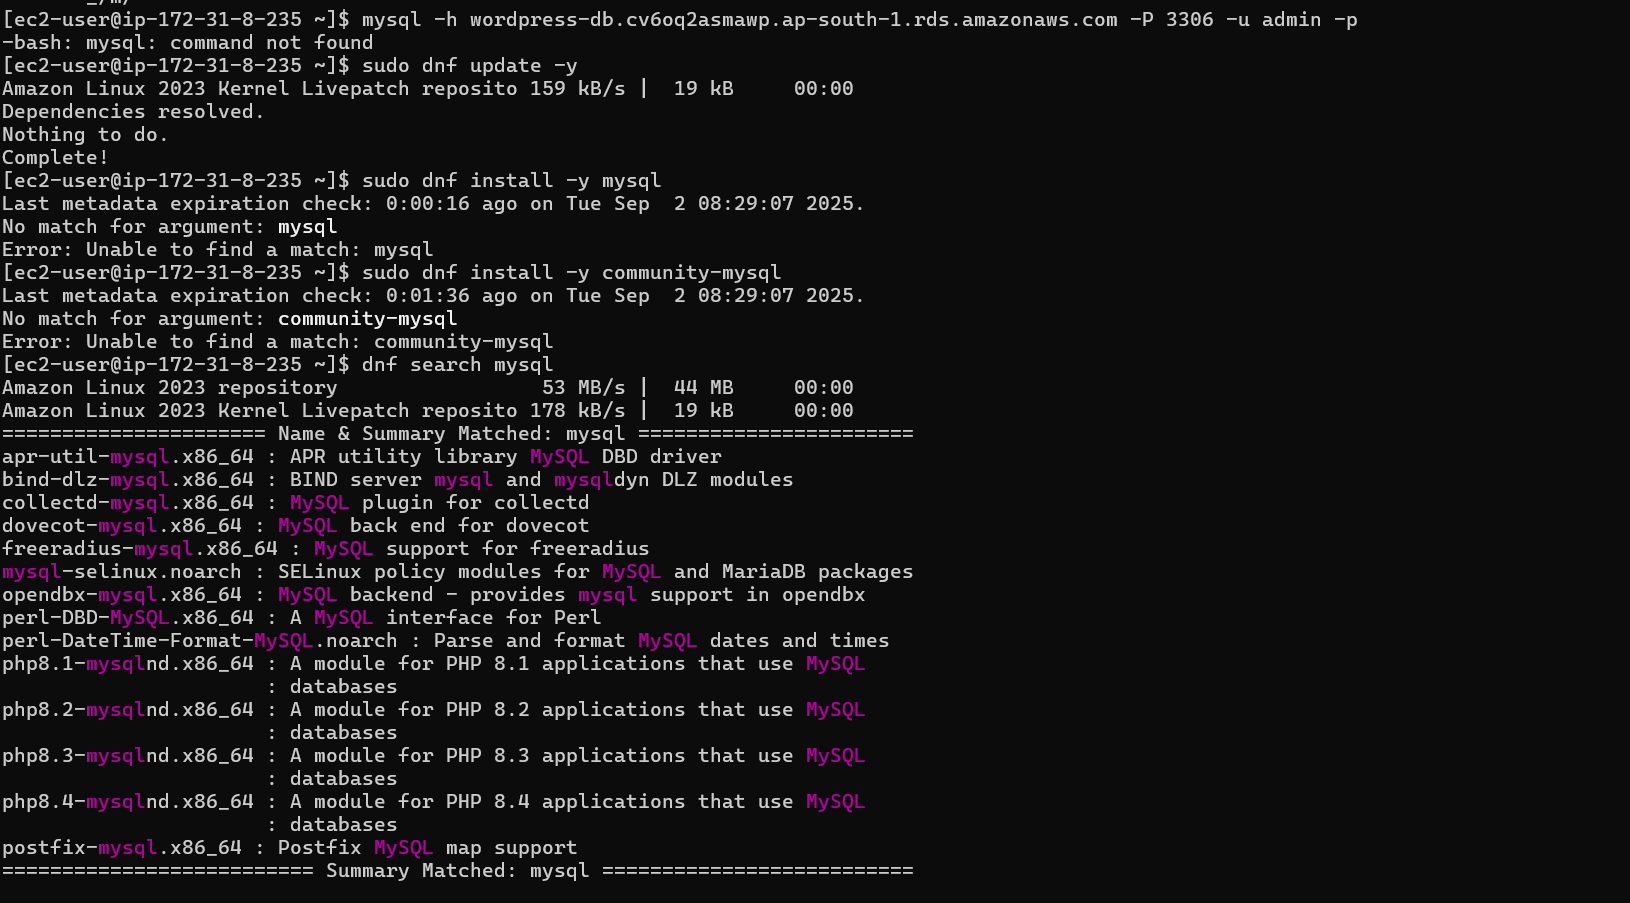 [ec2-user@ip-172-31-8-235 ~]$ mysql -h wordpress-db.cv6oq2asmawp.ap-south-1.rds.amazonaws.com -P 3306 -u admin -p
-bash: mysql: command not found
[ec2-user@ip-172-31-8-235 ~]$ sudo dnf update -y
Amazon Linux 2023 Kernel Livepatch reposito 159 kB/s |  19 kB     00:00
Dependencies resolved.
Nothing to do.
Complete!
[ec2-user@ip-172-31-8-235 ~]$ sudo dnf install -y mysql
Last metadata expiration check: 0:00:16 ago on Tue Sep  2 08:29:07 2025.
No match for argument: mysql
Error: Unable to find a match: mysql
[ec2-user@ip-172-31-8-235 ~]$ sudo dnf install -y community-mysql
Last metadata expiration check: 0:01:36 ago on Tue Sep  2 08:29:07 2025.
No match for argument: community-mysql
Error: Unable to find a match: community-mysql
[ec2-user@ip-172-31-8-235 ~]$ dnf search mysql
Amazon Linux 2023 repository                 53 MB/s |  44 MB     00:00
Amazon Linux 2023 Kernel Livepatch reposito 178 kB/s |  19 kB     00:00
====================== Name & Summary Matched: mysql =======================
apr-util-mysql.x86_64 : APR utility library MySQL DBD driver
bind-dlz-mysql.x86_64 : BIND server mysql and mysqldyn DLZ modules
collectd-mysql.x86_64 : MySQL plugin for collectd
dovecot-mysql.x86_64 : MySQL back end for dovecot
freeradius-mysql.x86_64 : MySQL support for freeradius
mysql-selinux.noarch : SELinux policy modules for MySQL and MariaDB packages
opendbx-mysql.x86_64 : MySQL backend - provides mysql support in opendbx
perl-DBD-MySQL.x86_64 : A MySQL interface for Perl
perl-DateTime-Format-MySQL.noarch : Parse and format MySQL dates and times
php8.1-mysqlnd.x86_64 : A module for PHP 8.1 applications that use MySQL
                      : databases
php8.2-mysqlnd.x86_64 : A module for PHP 8.2 applications that use MySQL
                      : databases
php8.3-mysqlnd.x86_64 : A module for PHP 8.3 applications that use MySQL
                      : databases
php8.4-mysqlnd.x86_64 : A module for PHP 8.4 applications that use MySQL
                      : databases
postfix-mysql.x86_64 : Postfix MySQL map support
========================== Summary Matched: mysql ==========================